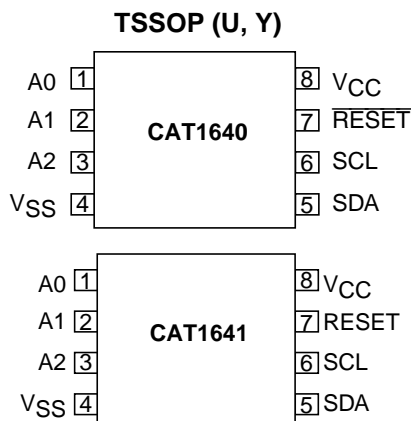 TSSOP (U, Y)
A0 1 8 VCC
A1 2 CAT1640 7 R̅E̅S̅E̅T̅
A2 3 6 SCL
VSS 4 5 SDA
A0 1 8 VCC
A1 2 CAT1641 7 RESET
A2 3 6 SCL
VSS 4 5 SDA